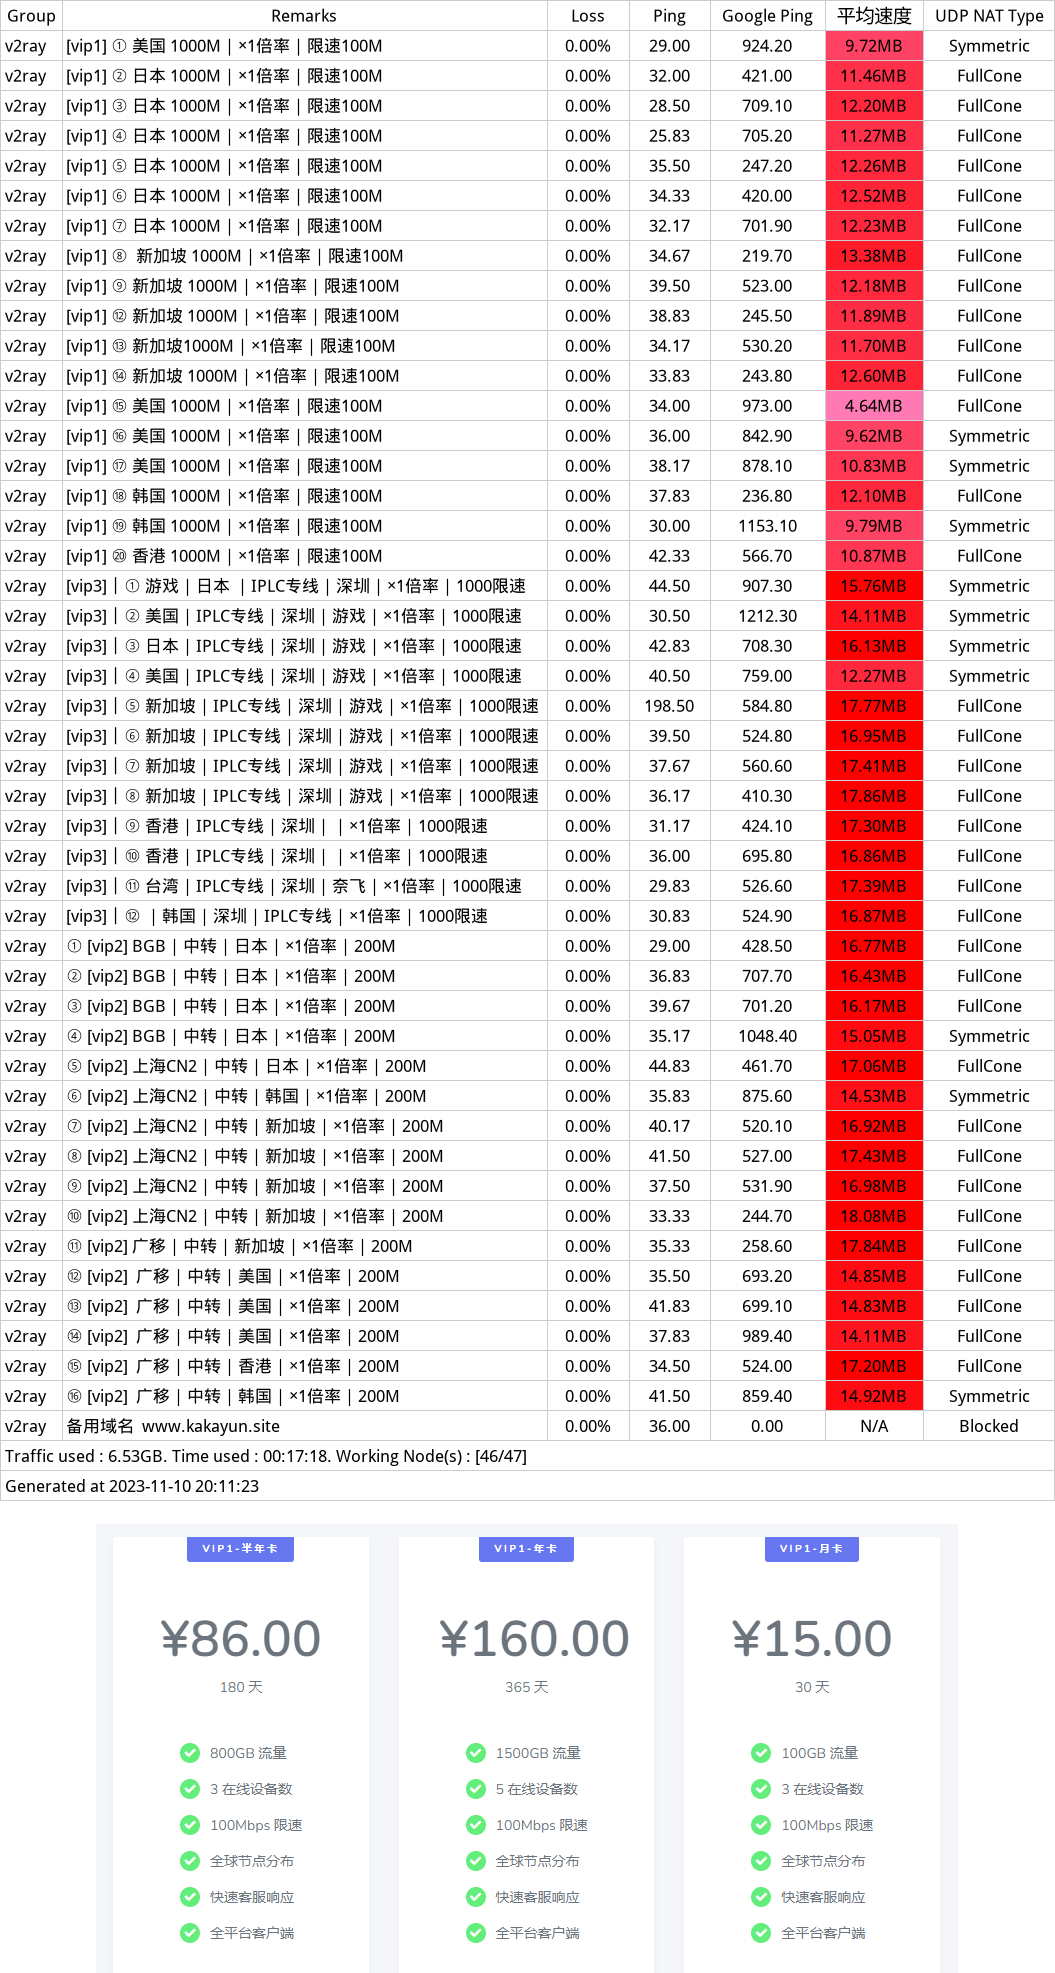 Group Remarks Loss Ping Google Ping 平均速度 UDP NAT Type
v2ray [vip1] ① 美国 1000M | ×1倍率 | 限速100M 0.00% 29.00 924.20 9.72MB Symmetric
v2ray [vip1] ② 日本 1000M | ×1倍率 | 限速100M 0.00% 32.00 421.00 11.46MB FullCone
v2ray [vip1] ③ 日本 1000M | ×1倍率 | 限速100M 0.00% 28.50 709.10 12.20MB FullCone
v2ray [vip1] ④ 日本 1000M | ×1倍率 | 限速100M 0.00% 25.83 705.20 11.27MB FullCone
v2ray [vip1] ⑤ 日本 1000M | ×1倍率 | 限速100M 0.00% 35.50 247.20 12.26MB FullCone
v2ray [vip1] ⑥ 日本 1000M | ×1倍率 | 限速100M 0.00% 34.33 420.00 12.52MB FullCone
v2ray [vip1] ⑦ 日本 1000M | ×1倍率 | 限速100M 0.00% 32.17 701.90 12.23MB FullCone
v2ray [vip1] ⑧ 新加坡 1000M | ×1倍率 | 限速100M 0.00% 34.67 219.70 13.38MB FullCone
v2ray [vip1] ⑨ 新加坡 1000M | ×1倍率 | 限速100M 0.00% 39.50 523.00 12.18MB FullCone
v2ray [vip1] ⑫ 新加坡 1000M | ×1倍率 | 限速100M 0.00% 38.83 245.50 11.89MB FullCone
v2ray [vip1] ⑬ 新加坡1000M | ×1倍率 | 限速100M 0.00% 34.17 530.20 11.70MB FullCone
v2ray [vip1] ⑭ 新加坡 1000M | ×1倍率 | 限速100M 0.00% 33.83 243.80 12.60MB FullCone
v2ray [vip1] ⑮ 美国 1000M | ×1倍率 | 限速100M 0.00% 34.00 973.00 4.64MB FullCone
v2ray [vip1] ⑯ 美国 1000M | ×1倍率 | 限速100M 0.00% 36.00 842.90 9.62MB Symmetric
v2ray [vip1] ⑰ 美国 1000M | ×1倍率 | 限速100M 0.00% 38.17 878.10 10.83MB Symmetric
v2ray [vip1] ⑱ 韩国 1000M | ×1倍率 | 限速100M 0.00% 37.83 236.80 12.10MB FullCone
v2ray [vip1] ⑲ 韩国 1000M | ×1倍率 | 限速100M 0.00% 30.00 1153.10 9.79MB Symmetric
v2ray [vip1] ⑳ 香港 1000M | ×1倍率 | 限速100M 0.00% 42.33 566.70 10.87MB FullCone
v2ray [vip3] | ① 游戏 | 日本 | IPLC专线 | 深圳 | ×1倍率 | 1000限速 0.00% 44.50 907.30 15.76MB Symmetric
v2ray [vip3] | ② 美国 | IPLC专线 | 深圳 | 游戏 | ×1倍率 | 1000限速 0.00% 30.50 1212.30 14.11MB Symmetric
v2ray [vip3] | ③ 日本 | IPLC专线 | 深圳 | 游戏 | ×1倍率 | 1000限速 0.00% 42.83 708.30 16.13MB Symmetric
v2ray [vip3] | ④ 美国 | IPLC专线 | 深圳 | 游戏 | ×1倍率 | 1000限速 0.00% 40.50 759.00 12.27MB Symmetric
v2ray [vip3] | ⑤ 新加坡 | IPLC专线 | 深圳 | 游戏 | ×1倍率 | 1000限速 0.00% 198.50 584.80 17.77MB FullCone
v2ray [vip3] | ⑥ 新加坡 | IPLC专线 | 深圳 | 游戏 | ×1倍率 | 1000限速 0.00% 39.50 524.80 16.95MB FullCone
v2ray [vip3] | ⑦ 新加坡 | IPLC专线 | 深圳 | 游戏 | ×1倍率 | 1000限速 0.00% 37.67 560.60 17.41MB FullCone
v2ray [vip3] | ⑧ 新加坡 | IPLC专线 | 深圳 | 游戏 | ×1倍率 | 1000限速 0.00% 36.17 410.30 17.86MB FullCone
v2ray [vip3] | ⑨ 香港 | IPLC专线 | 深圳 | | ×1倍率 | 1000限速 0.00% 31.17 424.10 17.30MB FullCone
v2ray [vip3] | ⑩ 香港 | IPLC专线 | 深圳 | | ×1倍率 | 1000限速 0.00% 36.00 695.80 16.86MB FullCone
v2ray [vip3] | ⑪ 台湾 | IPLC专线 | 深圳 | 奈飞 | ×1倍率 | 1000限速 0.00% 29.83 526.60 17.39MB FullCone
v2ray [vip3] | ⑫ | 韩国 | 深圳 | IPLC专线 | ×1倍率 | 1000限速 0.00% 30.83 524.90 16.87MB FullCone
v2ray ① [vip2] BGB | 中转 | 日本 | ×1倍率 | 200M 0.00% 29.00 428.50 16.77MB FullCone
v2ray ② [vip2] BGB | 中转 | 日本 | ×1倍率 | 200M 0.00% 36.83 707.70 16.43MB FullCone
v2ray ③ [vip2] BGB | 中转 | 日本 | ×1倍率 | 200M 0.00% 39.67 701.20 16.17MB FullCone
v2ray ④ [vip2] BGB | 中转 | 日本 | ×1倍率 | 200M 0.00% 35.17 1048.40 15.05MB Symmetric
v2ray ⑤ [vip2] 上海CN2 | 中转 | 日本 | ×1倍率 | 200M 0.00% 44.83 461.70 17.06MB FullCone
v2ray ⑥ [vip2] 上海CN2 | 中转 | 韩国 | ×1倍率 | 200M 0.00% 35.83 875.60 14.53MB Symmetric
v2ray ⑦ [vip2] 上海CN2 | 中转 | 新加坡 | ×1倍率 | 200M 0.00% 40.17 520.10 16.92MB FullCone
v2ray ⑧ [vip2] 上海CN2 | 中转 | 新加坡 | ×1倍率 | 200M 0.00% 41.50 527.00 17.43MB FullCone
v2ray ⑨ [vip2] 上海CN2 | 中转 | 新加坡 | ×1倍率 | 200M 0.00% 37.50 531.90 16.98MB FullCone
v2ray ⑩ [vip2] 上海CN2 | 中转 | 新加坡 | ×1倍率 | 200M 0.00% 33.33 244.70 18.08MB FullCone
v2ray ⑪ [vip2] 广移 | 中转 | 新加坡 | ×1倍率 | 200M 0.00% 35.33 258.60 17.84MB FullCone
v2ray ⑫ [vip2] 广移 | 中转 | 美国 | ×1倍率 | 200M 0.00% 35.50 693.20 14.85MB FullCone
v2ray ⑬ [vip2] 广移 | 中转 | 美国 | ×1倍率 | 200M 0.00% 41.83 699.10 14.83MB FullCone
v2ray ⑭ [vip2] 广移 | 中转 | 美国 | ×1倍率 | 200M 0.00% 37.83 989.40 14.11MB FullCone
v2ray ⑮ [vip2] 广移 | 中转 | 香港 | ×1倍率 | 200M 0.00% 34.50 524.00 17.20MB FullCone
v2ray ⑯ [vip2] 广移 | 中转 | 韩国 | ×1倍率 | 200M 0.00% 41.50 859.40 14.92MB Symmetric
v2ray 备用域名 www.kakayun.site 0.00% 36.00 0.00 N/A Blocked
Traffic used : 6.53GB. Time used : 00:17:18. Working Node(s) : [46/47]
Generated at 2023-11-10 20:11:23
VIP1-半年卡 VIP1-年卡 VIP1-月卡
¥86.00 ¥160.00 ¥15.00
180 天 365 天 30 天
800GB 流量 1500GB 流量 100GB 流量
3 在线设备数 5 在线设备数 3 在线设备数
100Mbps 限速 100Mbps 限速 100Mbps 限速
全球节点分布 全球节点分布 全球节点分布
快速客服响应 快速客服响应 快速客服响应
全平台客户端 全平台客户端 全平台客户端